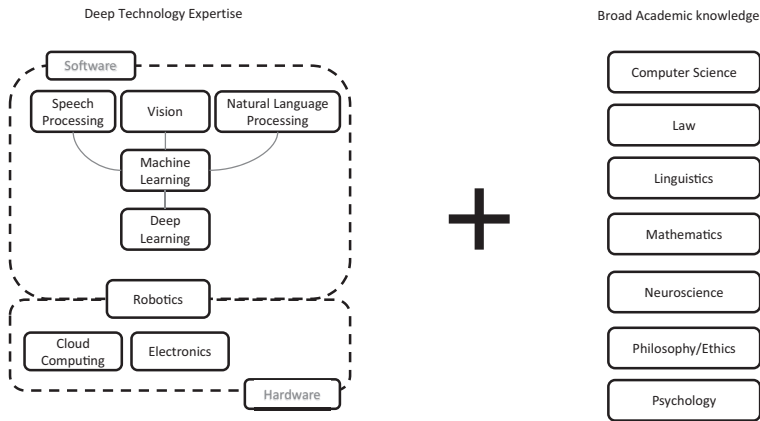 Deep Technology Expertise
Software
Speech
Processing
Vision
Natural Language
Processing
Machine
Learning
Deep
Learning
Robotics
Cloud
Computing
Electronics
Hardware
Broad Academic knowledge
Computer Science
Law
Linguistics
Mathematics
Neuroscience
Philosophy/Ethics
Psychology